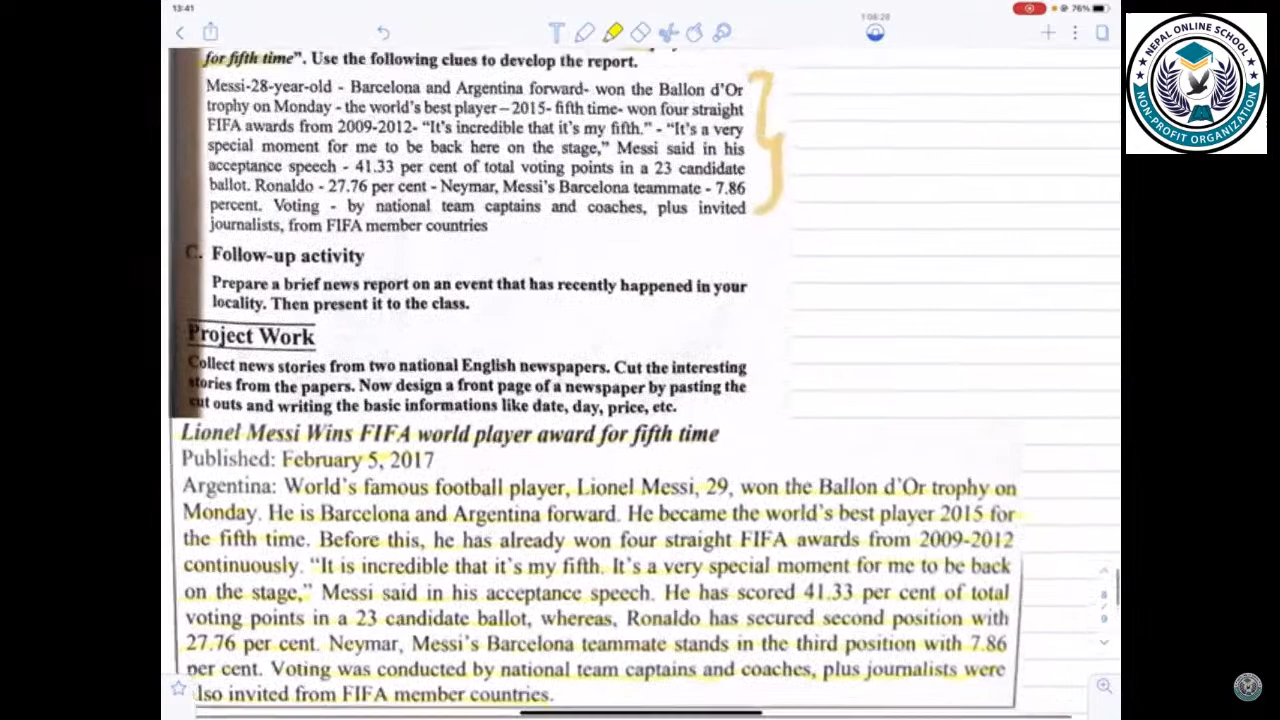 13:41
1:08:28
76%
for fifth time". Use the following clues to develop the report.
Messi-28-year-old - Barcelona and Argentina forward- won the Ballon d'Or
trophy on Monday - the world's best player – 2015- fifth time- won four straight
FIFA awards from 2009-2012- "It's incredible that it's my fifth." - "It's a very
special moment for me to be back here on the stage," Messi said in his
acceptance speech - 41.33 per cent of total voting points in a 23 candidate
ballot. Ronaldo - 27.76 per cent - Neymar, Messi's Barcelona teammate - 7.86
percent. Voting - by national team captains and coaches, plus invited
journalists, from FIFA member countries
C. Follow-up activity
Prepare a brief news report on an event that has recently happened in your
locality. Then present it to the class.
Project Work
Collect news stories from two national English newspapers. Cut the interesting
stories from the papers. Now design a front page of a newspaper by pasting the
cut outs and writing the basic informations like date, day, price, etc.
Lionel Messi Wins FIFA world player award for fifth time
Published: February 5, 2017
Argentina: World's famous football player, Lionel Messi, 29, won the Ballon d'Or trophy on
Monday. He is Barcelona and Argentina forward. He became the world's best player 2015 for
the fifth time. Before this, he has already won four straight FIFA awards from 2009-2012
continuously. "It is incredible that it's my fifth. It's a very special moment for me to be back
on the stage," Messi said in his acceptance speech. He has scored 41.33 per cent of total
voting points in a 23 candidate ballot, whereas, Ronaldo has secured second position with
27.76 per cent. Neymar, Messi's Barcelona teammate stands in the third position with 7.86
per cent. Voting was conducted by national team captains and coaches, plus journalists were
lso invited from FIFA member countries.
8
/
9
NEPAL ONLINE SCHOOL
NON-PROFIT ORGANIZATION